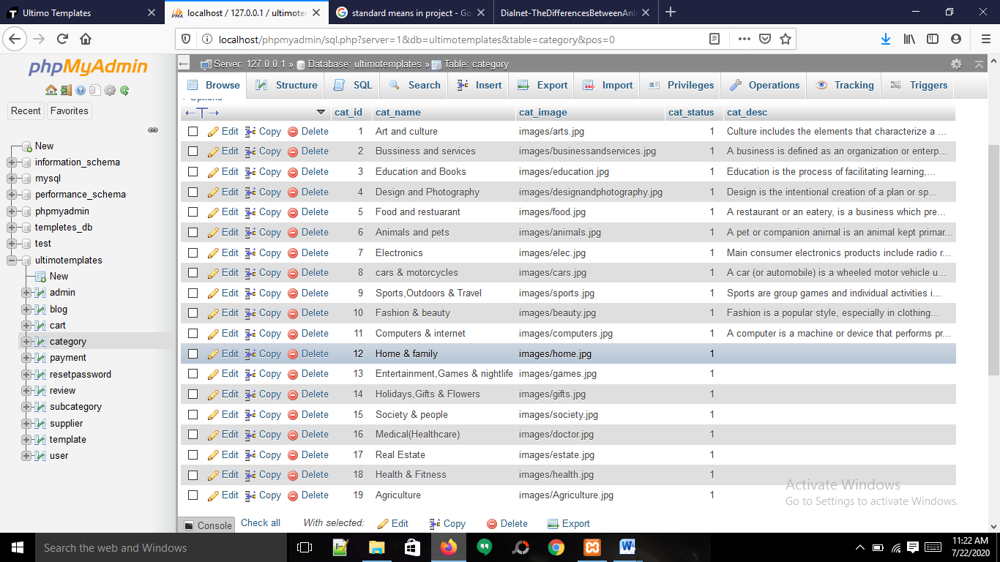 Ultimo Templates
localhost / 127.0.0.1 / ultimoter
standard means in project - Go
Dialnet-TheDifferencesBetweenAn
localhost/phpmyadmin/sql.php?server=1&db=ultimotemplates&table=category&pos=0
phpMyAdmin
Recent Favorites
New
information_schema
mysql
performance_schema
phpmyadmin
templetes_db
test
ultimotemplates
New
admin
blog
cart
category
payment
resetpassword
review
subcategory
supplier
template
user
Server: 127.0.0.1 » Database: ultimotemplates » Table: category
Browse Structure SQL Search Insert Export Import Privileges Operations Tracking Triggers
+ Options
cat_id cat_name cat_image cat_status cat_desc
Edit Copy Delete 1 Art and culture images/arts.jpg 1 Culture includes the elements that characterize a ...
Edit Copy Delete 2 Bussiness and services images/businessandservices.jpg 1 A business is defined as an organization or enterp...
Edit Copy Delete 3 Education and Books images/education.jpg 1 Education is the process of facilitating learning,...
Edit Copy Delete 4 Design and Photography images/designandphotography.jpg 1 Design is the intentional creation of a plan or sp...
Edit Copy Delete 5 Food and restuarant images/food.jpg 1 A restaurant or an eatery, is a business which pre...
Edit Copy Delete 6 Animals and pets images/animals.jpg 1 A pet or companion animal is an animal kept primar...
Edit Copy Delete 7 Electronics images/elec.jpg 1 Main consumer electronics products include radio r...
Edit Copy Delete 8 cars & motorcycles images/cars.jpg 1 A car (or automobile) is a wheeled motor vehicle u...
Edit Copy Delete 9 Sports,Outdoors & Travel images/sports.jpg 1 Sports are group games and individual activities i...
Edit Copy Delete 10 Fashion & beauty images/beauty.jpg 1 Fashion is a popular style, especially in clothing...
Edit Copy Delete 11 Computers & internet images/computers.jpg 1 A computer is a machine or device that performs pr...
Edit Copy Delete 12 Home & family images/home.jpg 1
Edit Copy Delete 13 Entertainment,Games & nightlife images/games.jpg 1
Edit Copy Delete 14 Holidays,Gifts & Flowers images/gifts.jpg 1
Edit Copy Delete 15 Society & people images/society.jpg 1
Edit Copy Delete 16 Medical(Healthcare) images/doctor.jpg 1
Edit Copy Delete 17 Real Estate images/estate.jpg 1
Edit Copy Delete 18 Health & Fitness images/health.jpg 1
Edit Copy Delete 19 Agriculture images/Agriculture.jpg 1
Activate Windows
Go to Settings to activate Windows.
Console Check all With selected: Edit Copy Delete Export
Search the web and Windows
11:22 AM
7/22/2020